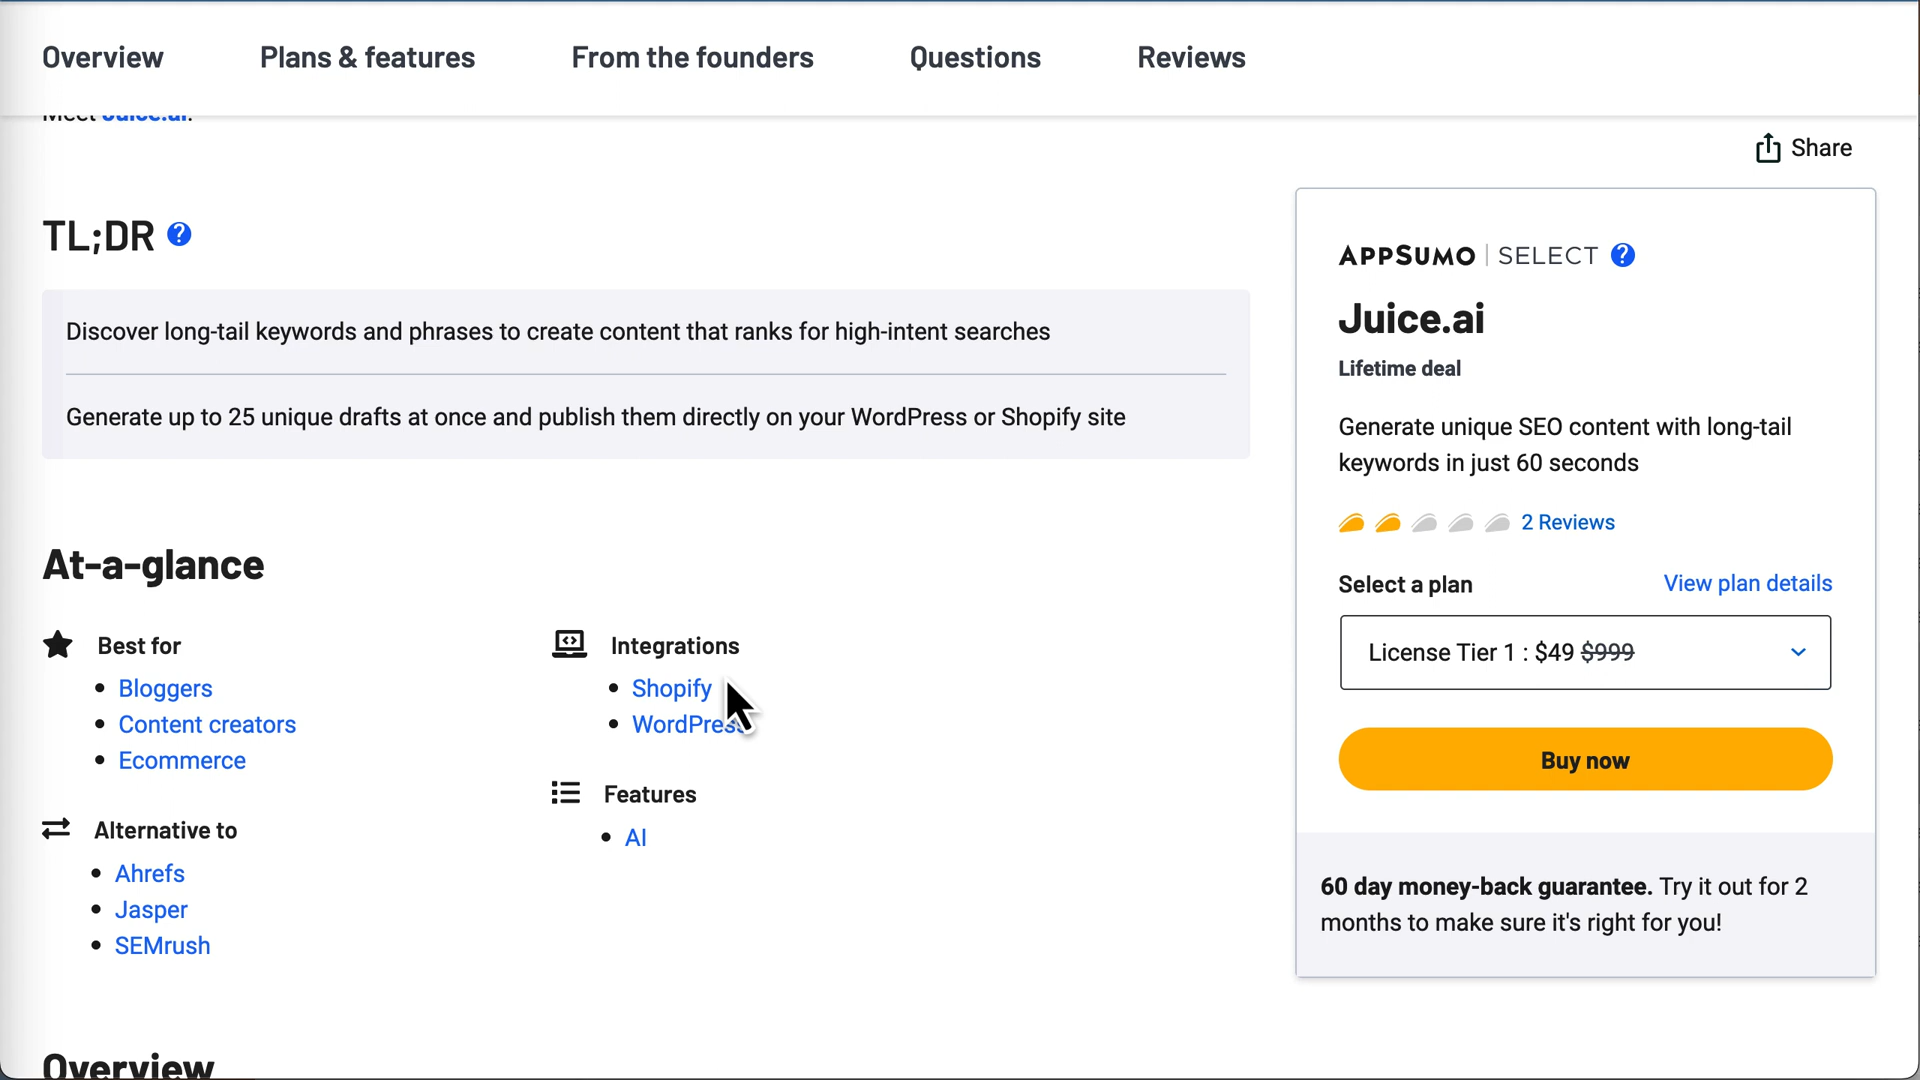 Overview
Plans & features
From the founders
Questions
Reviews
Meet Juice.ai.
Share
TL;DR ?
Discover long-tail keywords and phrases to create content that ranks for high-intent searches
Generate up to 25 unique drafts at once and publish them directly on your WordPress or Shopify site
At-a-glance
Best for
• Bloggers
• Content creators
• Ecommerce
Alternative to
• Ahrefs
• Jasper
• SEMrush
Integrations
• Shopify
• WordPress
Features
• AI
Overview
APPSUMO | SELECT ?
Juice.ai
Lifetime deal
Generate unique SEO content with long-tail
keywords in just 60 seconds
2 Reviews
Select a plan
View plan details
License Tier 1 : $49 $999
Buy now
60 day money-back guarantee. Try it out for 2
months to make sure it's right for you!